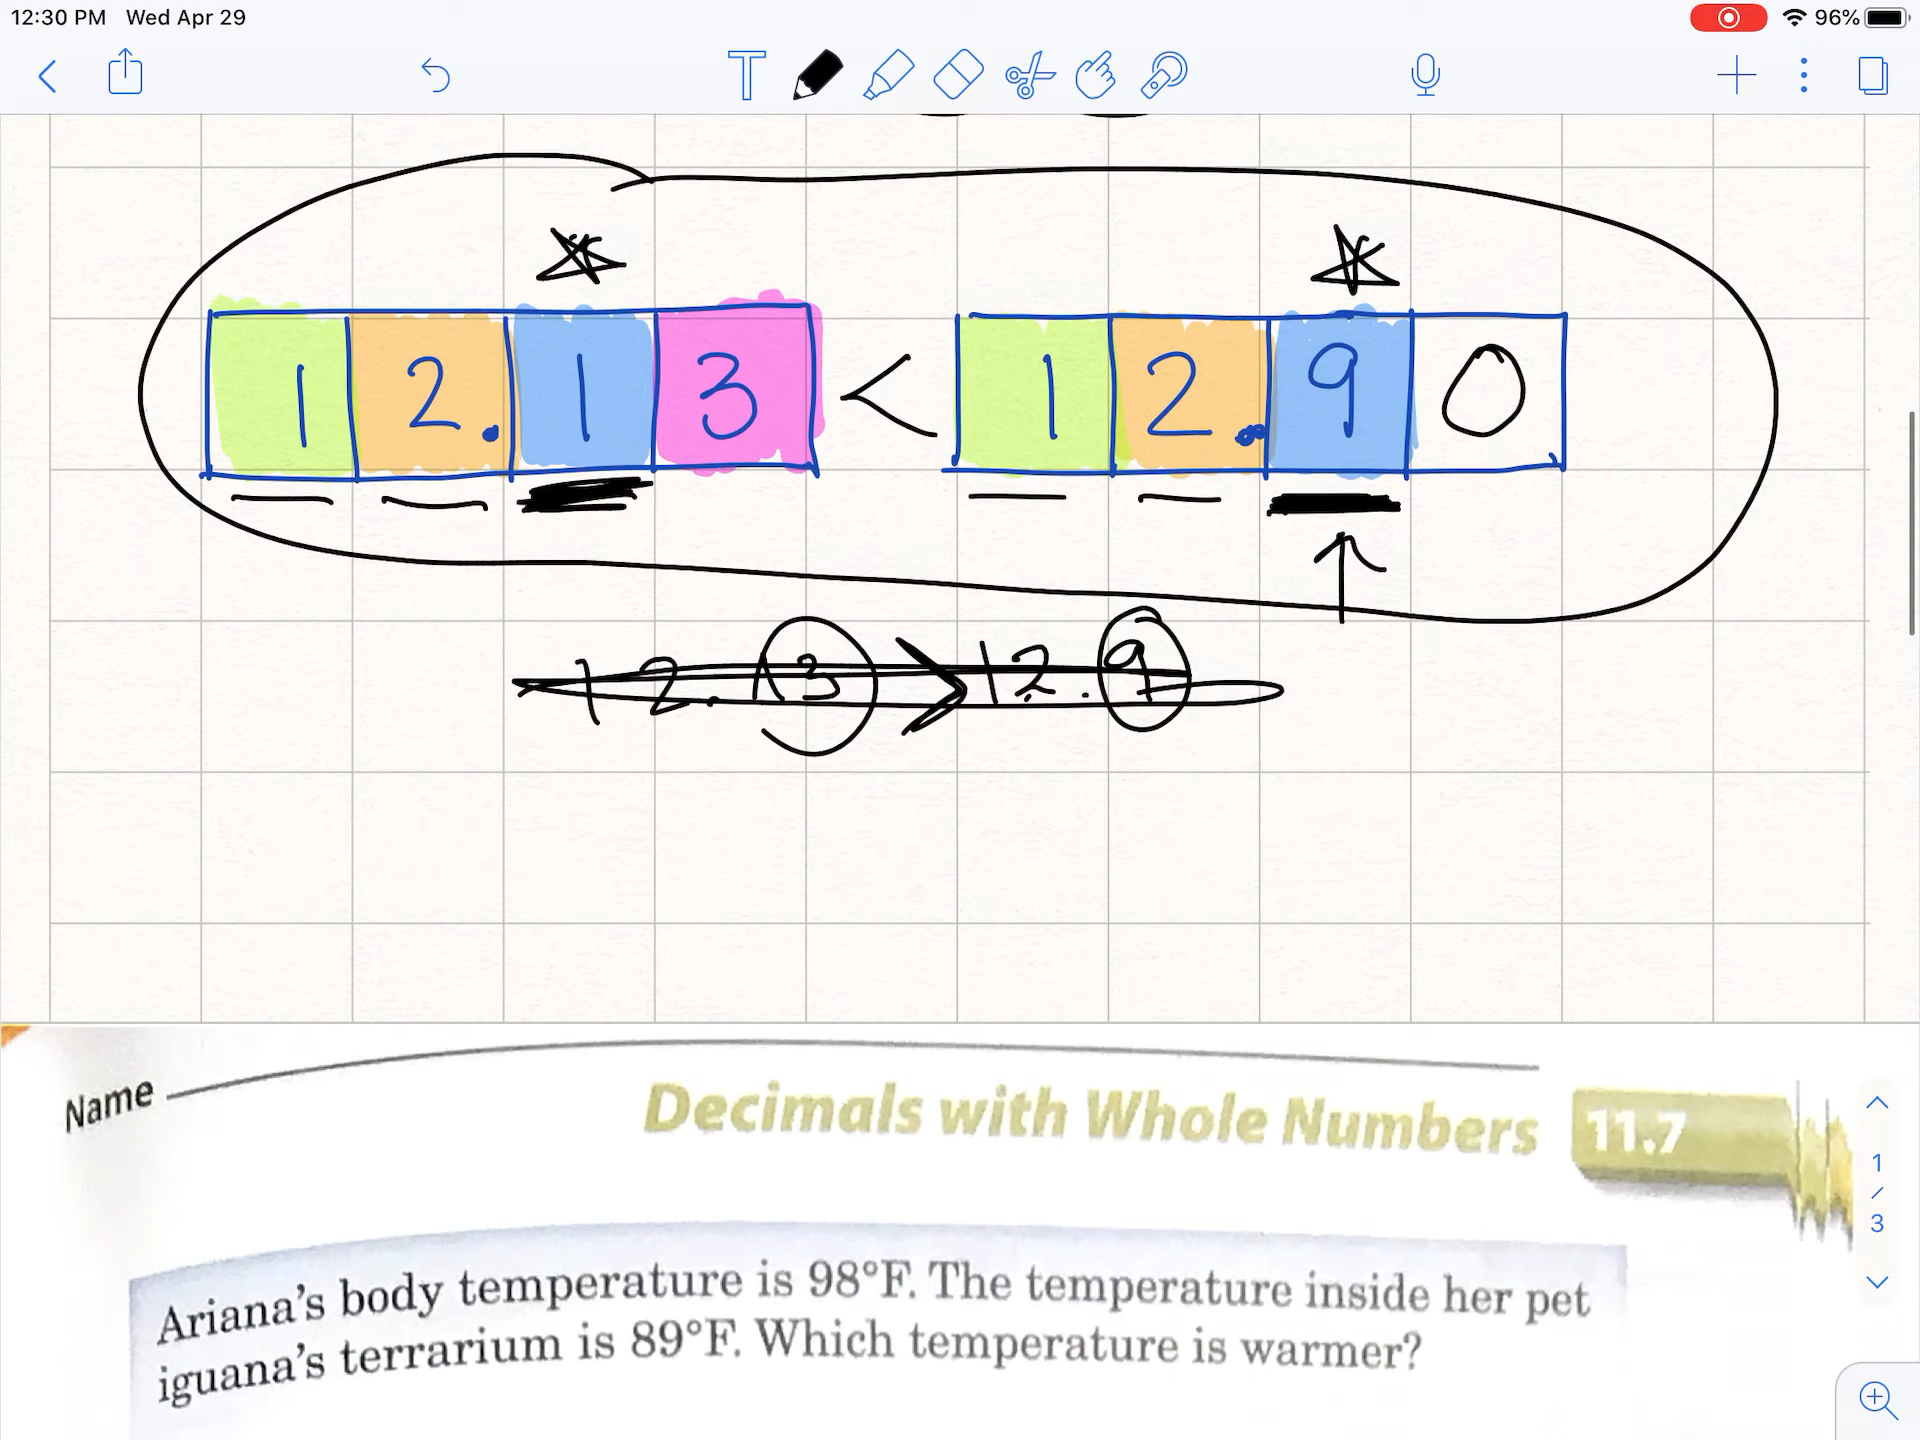 12:30 PM Wed Apr 29 96%
T
12.13 < 12.90
12.13 > 12.9
Name
Decimals with Whole Numbers 11.7
1
/
3
Ariana's body temperature is 98°F. The temperature inside her pet
iguana's terrarium is 89°F. Which temperature is warmer?